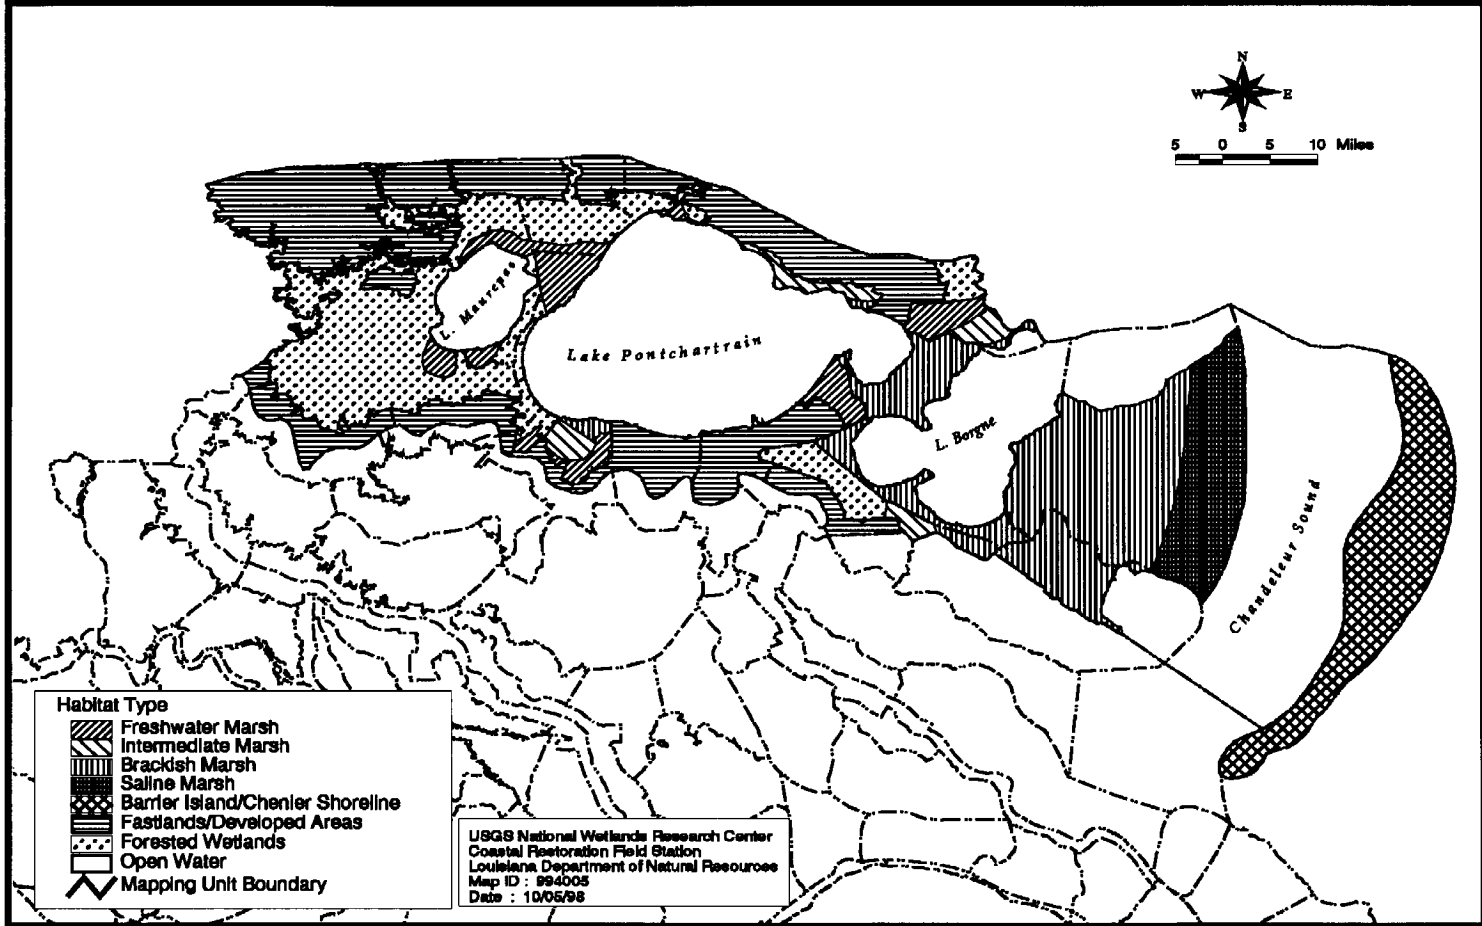 N
W E
S
5 0 5 10 Miles
L. Maurepas
Lake Pontchartrain
L. Borgne
Chandeleur Sound
Habitat Type
Freshwater Marsh
Intermediate Marsh
Brackish Marsh
Saline Marsh
Barrier Island/Chenier Shoreline
Fastlands/Developed Areas
Forested Wetlands
Open Water
Mapping Unit Boundary
USGS National Wetlands Research Center
Coastal Restoration Field Station
Louisiana Department of Natural Resources
Map ID : 994005
Date : 10/05/98